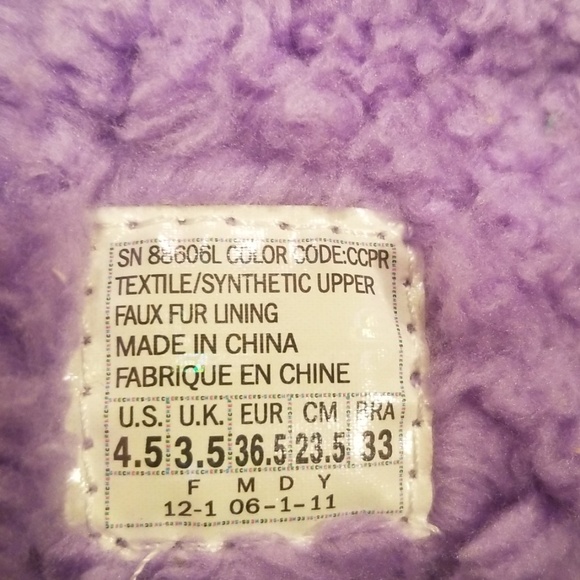 SN 88606L COLOR CODE:CCPR
TEXTILE/SYNTHETIC UPPER
FAUX FUR LINING
MADE IN CHINA
FABRIQUE EN CHINE
U.S. U.K. EUR CM BRA
4.5 3.5 36.5 23.5 33
F M D Y
12-1 06-1-11